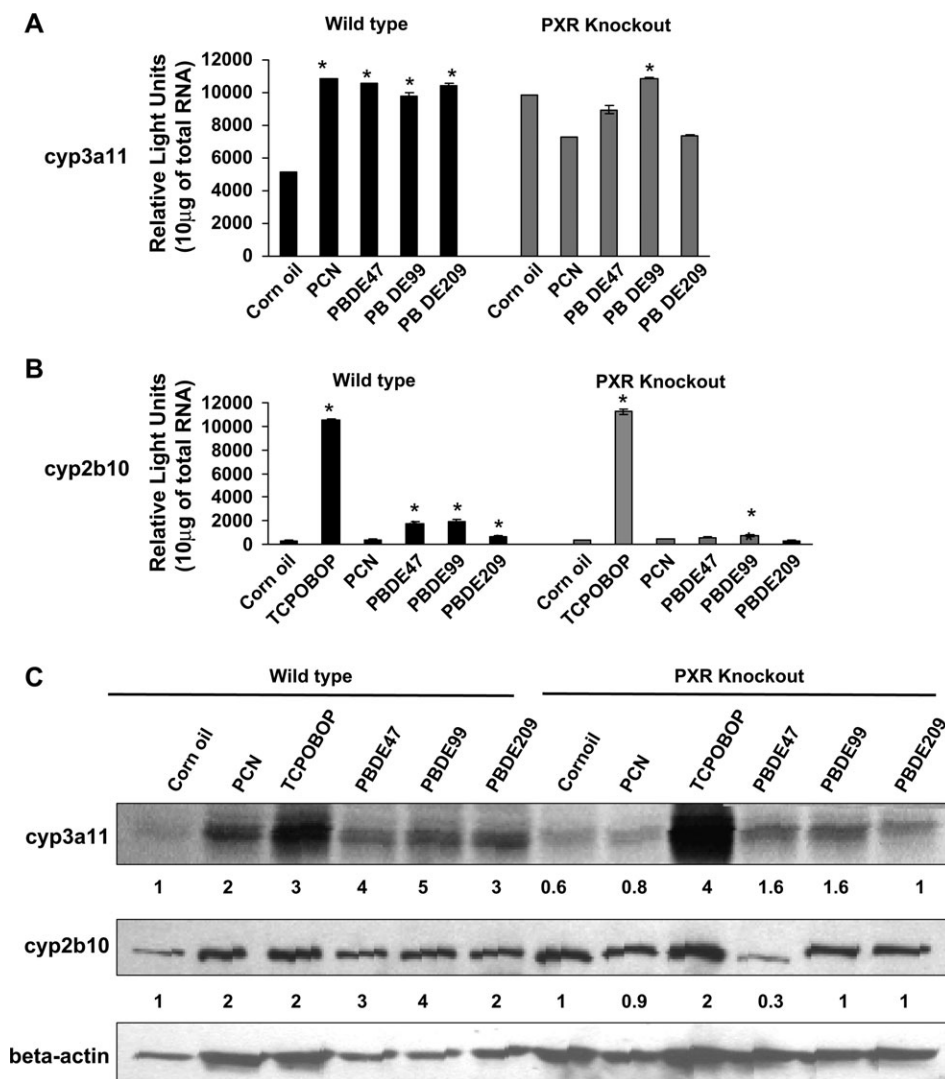 A
Wild type
PXR Knockout
cyp3a11
Relative Light Units
(10µg of total RNA)
12000
10000
8000
6000
4000
2000
0
* * * * *
Corn oil
PCN
PBDE47
PB DE99
PB DE209
Corn oil
PCN
PB DE47
PB DE99
PB DE209
B
Wild type
PXR Knockout
cyp2b10
Relative Light Units
(10µg of total RNA)
12000
10000
8000
6000
4000
2000
0
* * * * * * *
Corn oil
TCPOBOP
PCN
PBDE47
PBDE99
PBDE209
Corn oil
TCPOBOP
PCN
PBDE47
PBDE99
PBDE209
C
Wild type
PXR Knockout
Corn oil
PCN
TCPOBOP
PBDE47
PBDE99
PBDE209
Cornoil
PCN
TCPOBOP
PBDE47
PBDE99
PBDE209
cyp3a11
1 2 3 4 5 3 0.6 0.8 4 1.6 1.6 1
cyp2b10
1 2 2 3 4 2 1 0.9 2 0.3 1 1
beta-actin